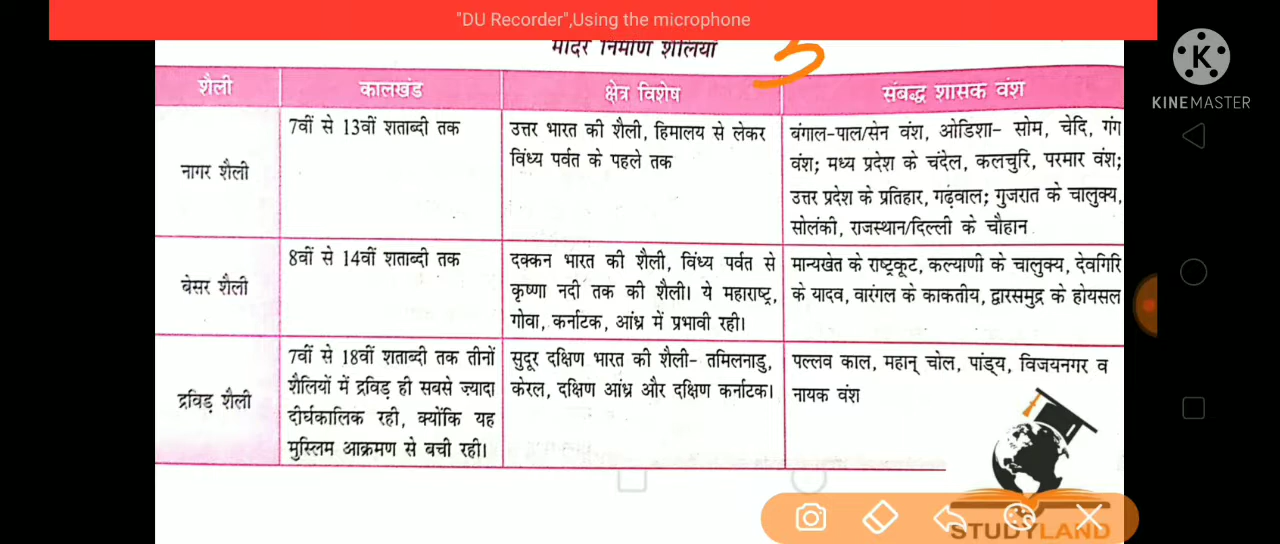 "DU Recorder",Using the microphone
मंदिर निर्माण शैलियाँ
3
K
KINEMASTER
शैली
कालखंड
क्षेत्र विशेष
संबद्ध शासक वंश
नागर शैली
7वीं से 13वीं शताब्दी तक
उत्तर भारत की शैली, हिमालय से लेकर
विंध्य पर्वत के पहले तक
बंगाल-पाल/सेन वंश, ओडिशा- सोम, चेदि, गंग
वंश; मध्य प्रदेश के चंदेल, कलचुरि, परमार वंश;
उत्तर प्रदेश के प्रतिहार, गढ़वाल; गुजरात के चालुक्य,
सोलंकी, राजस्थान/दिल्ली के चौहान
बेसर शैली
8वीं से 14वीं शताब्दी तक
दक्कन भारत की शैली, विंध्य पर्वत से
कृष्णा नदी तक की शैली। ये महाराष्ट्र,
गोवा, कर्नाटक, आंध्र में प्रभावी रही।
मान्यखेत के राष्ट्रकूट, कल्याणी के चालुक्य, देवगिरि
के यादव, वारंगल के काकतीय, द्वारसमुद्र के होयसल
द्रविड़ शैली
7वीं से 18वीं शताब्दी तक तीनों
शैलियों में द्रविड़ ही सबसे ज़्यादा
दीर्घकालिक रही, क्योंकि यह
मुस्लिम आक्रमण से बची रही।
सुदूर दक्षिण भारत की शैली- तमिलनाडु,
केरल, दक्षिण आंध्र और दक्षिण कर्नाटक।
पल्लव काल, महान् चोल, पांड्य, विजयनगर व
नायक वंश
STUDYLAND